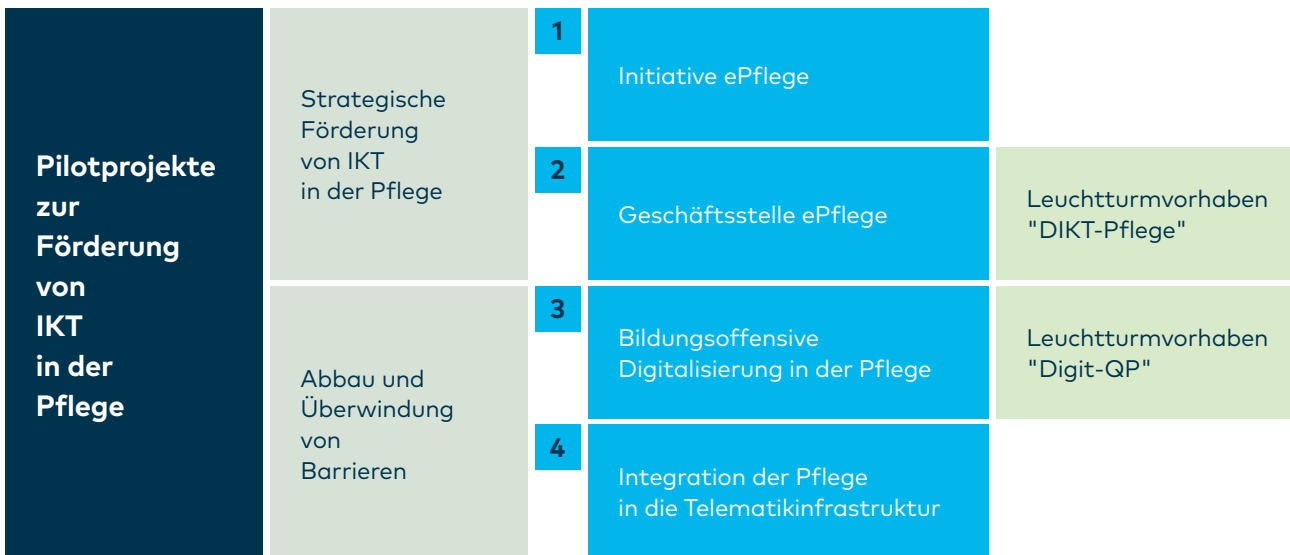 Pilotprojekte
zur
Förderung
von
IKT
in der
Pflege
Strategische
Förderung
von IKT
in der Pflege
1
Initiative ePflege
2
Geschäftsstelle ePflege
Leuchtturmvorhaben
"DIKT-Pflege"
Abbau und
Überwindung
von
Barrieren
3
Bildungsoffensive
Digitalisierung in der Pflege
Leuchtturmvorhaben
"Digit-QP"
4
Integration der Pflege
in die Telematikinfrastruktur